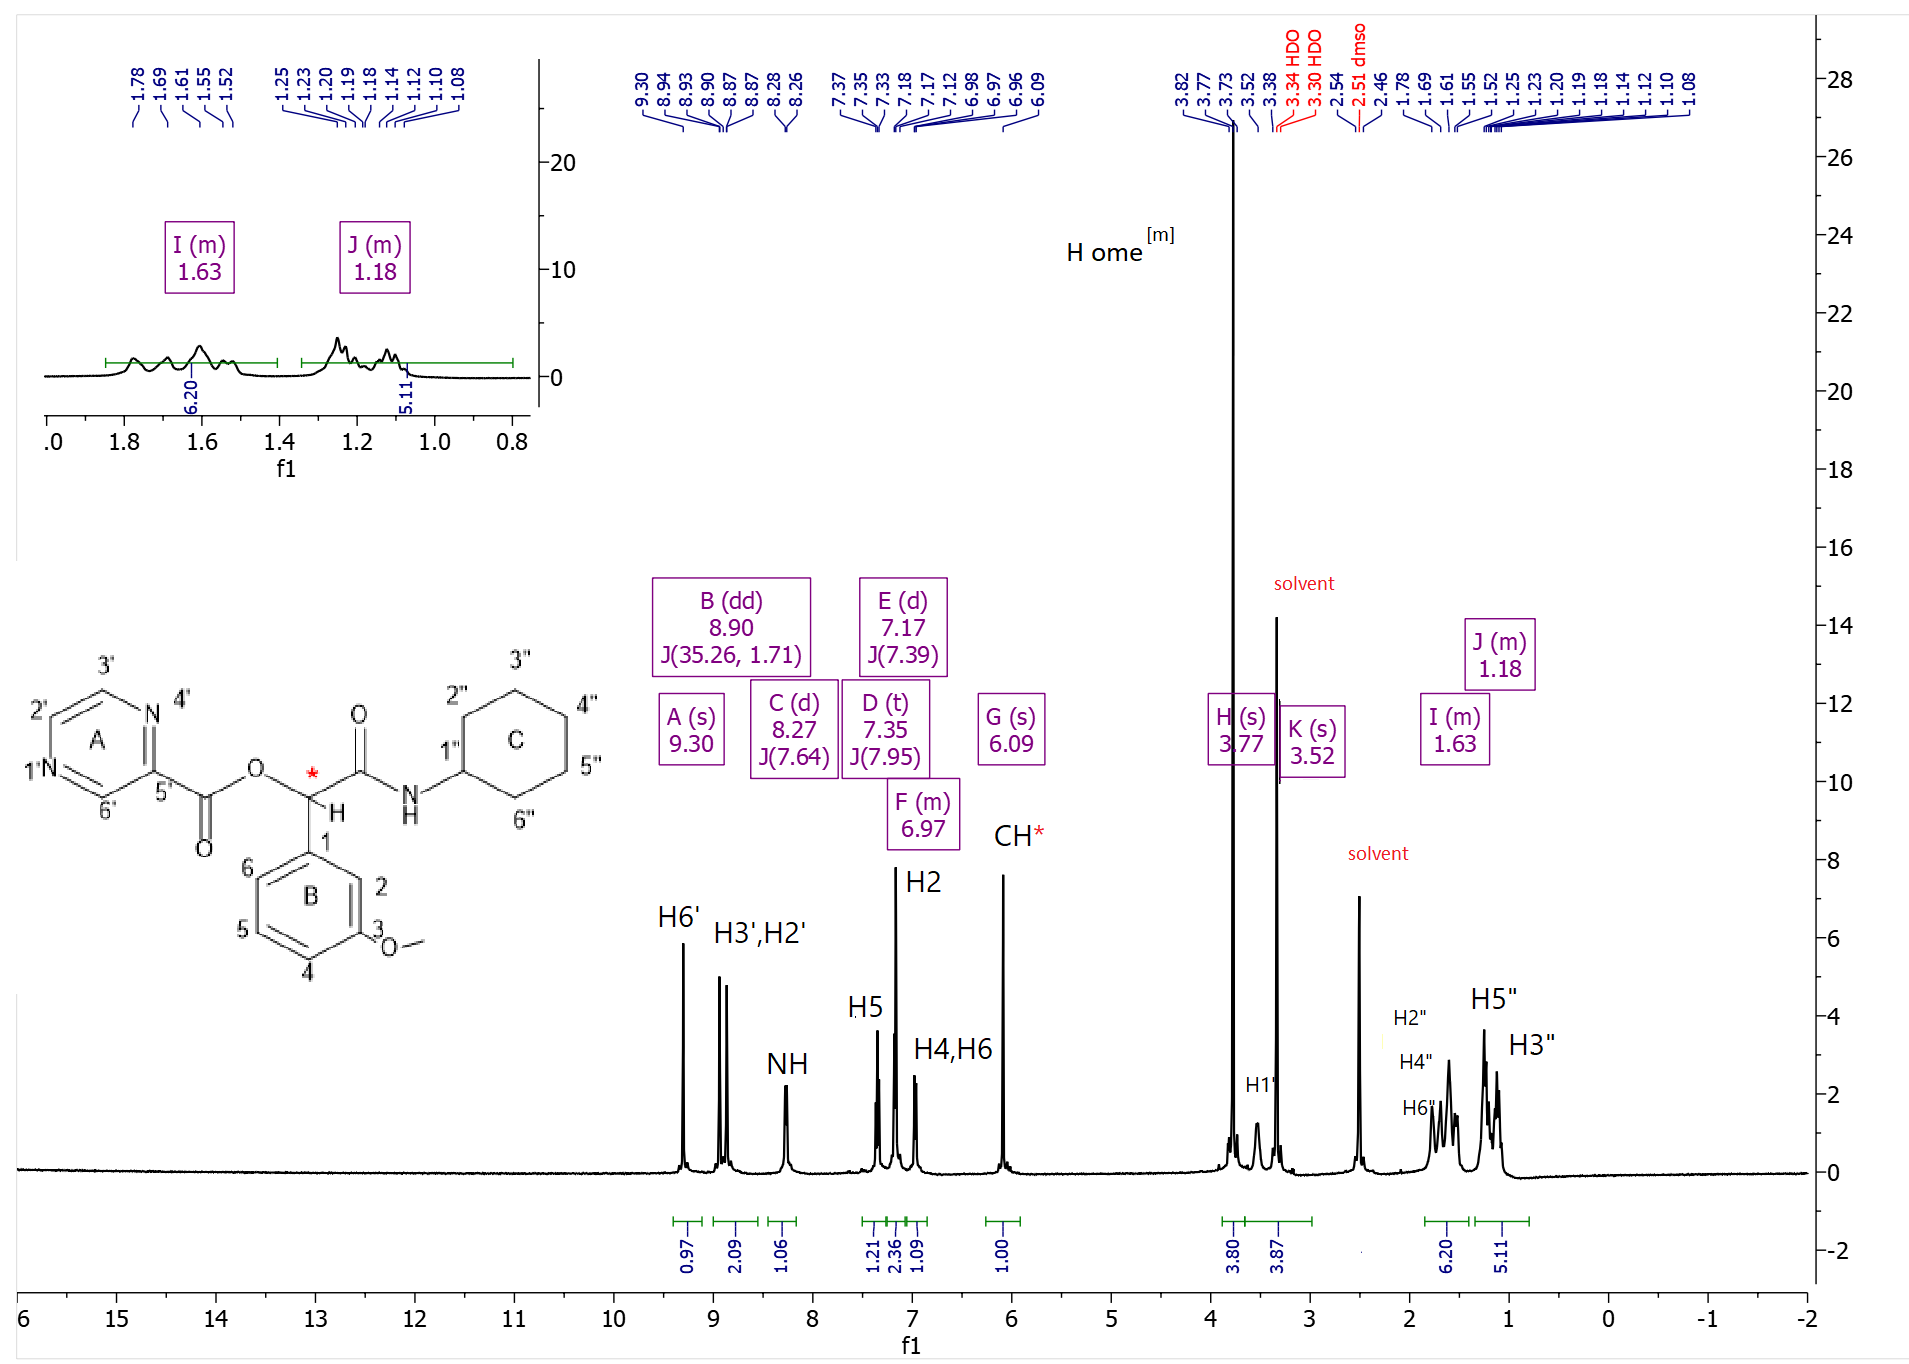 1.78 1.69 1.61 1.55 1.52 1.25 1.23 1.20 1.19 1.18 1.14 1.12 1.10 1.08
20
10
0
I (m)
1.63
J (m)
1.18
6.20
5.11
.0 1.8 1.6 1.4 1.2 1.0 0.8
f1
9.30 8.94 8.93 8.90 8.87 8.87 8.28 8.26 7.37 7.35 7.33 7.18 7.17 7.12 6.98 6.97 6.96 6.09
3.82 3.77 3.73 3.52 3.38 3.34 HDO 3.30 HDO 2.54 2.51 dmso 2.46 1.78 1.69 1.61 1.55 1.52 1.25 1.23 1.20 1.19 1.18 1.14 1.12 1.10 1.08
H ome [m]
solvent
B (dd)
8.90
J(35.26, 1.71)
E (d)
7.17
J(7.39)
J (m)
1.18
A (s)
9.30
C (d)
8.27
J(7.64)
D (t)
7.35
J(7.95)
G (s)
6.09
H (s)
3.77
K (s)
3.52
I (m)
1.63
F (m)
6.97
CH*
solvent
H6'
H3',H2'
NH
H5
H2
H4,H6
H1'
H2"
H4"
H6"
H5"
H3"
3'
2'
4'
N
A
1'N
6'
5'
O
O
*
H
O
N
H
1"
2"
3"
4"
5"
6"
C
1
2
3
4
5
6
B
O
0.97 2.09 1.06 1.21 2.36 1.09 1.00 3.80 3.87 6.20 5.11
6 15 14 13 12 11 10 9 8 7 6 5 4 3 2 1 0 -1 -2
f1
28
26
24
22
20
18
16
14
12
10
8
6
4
2
0
-2